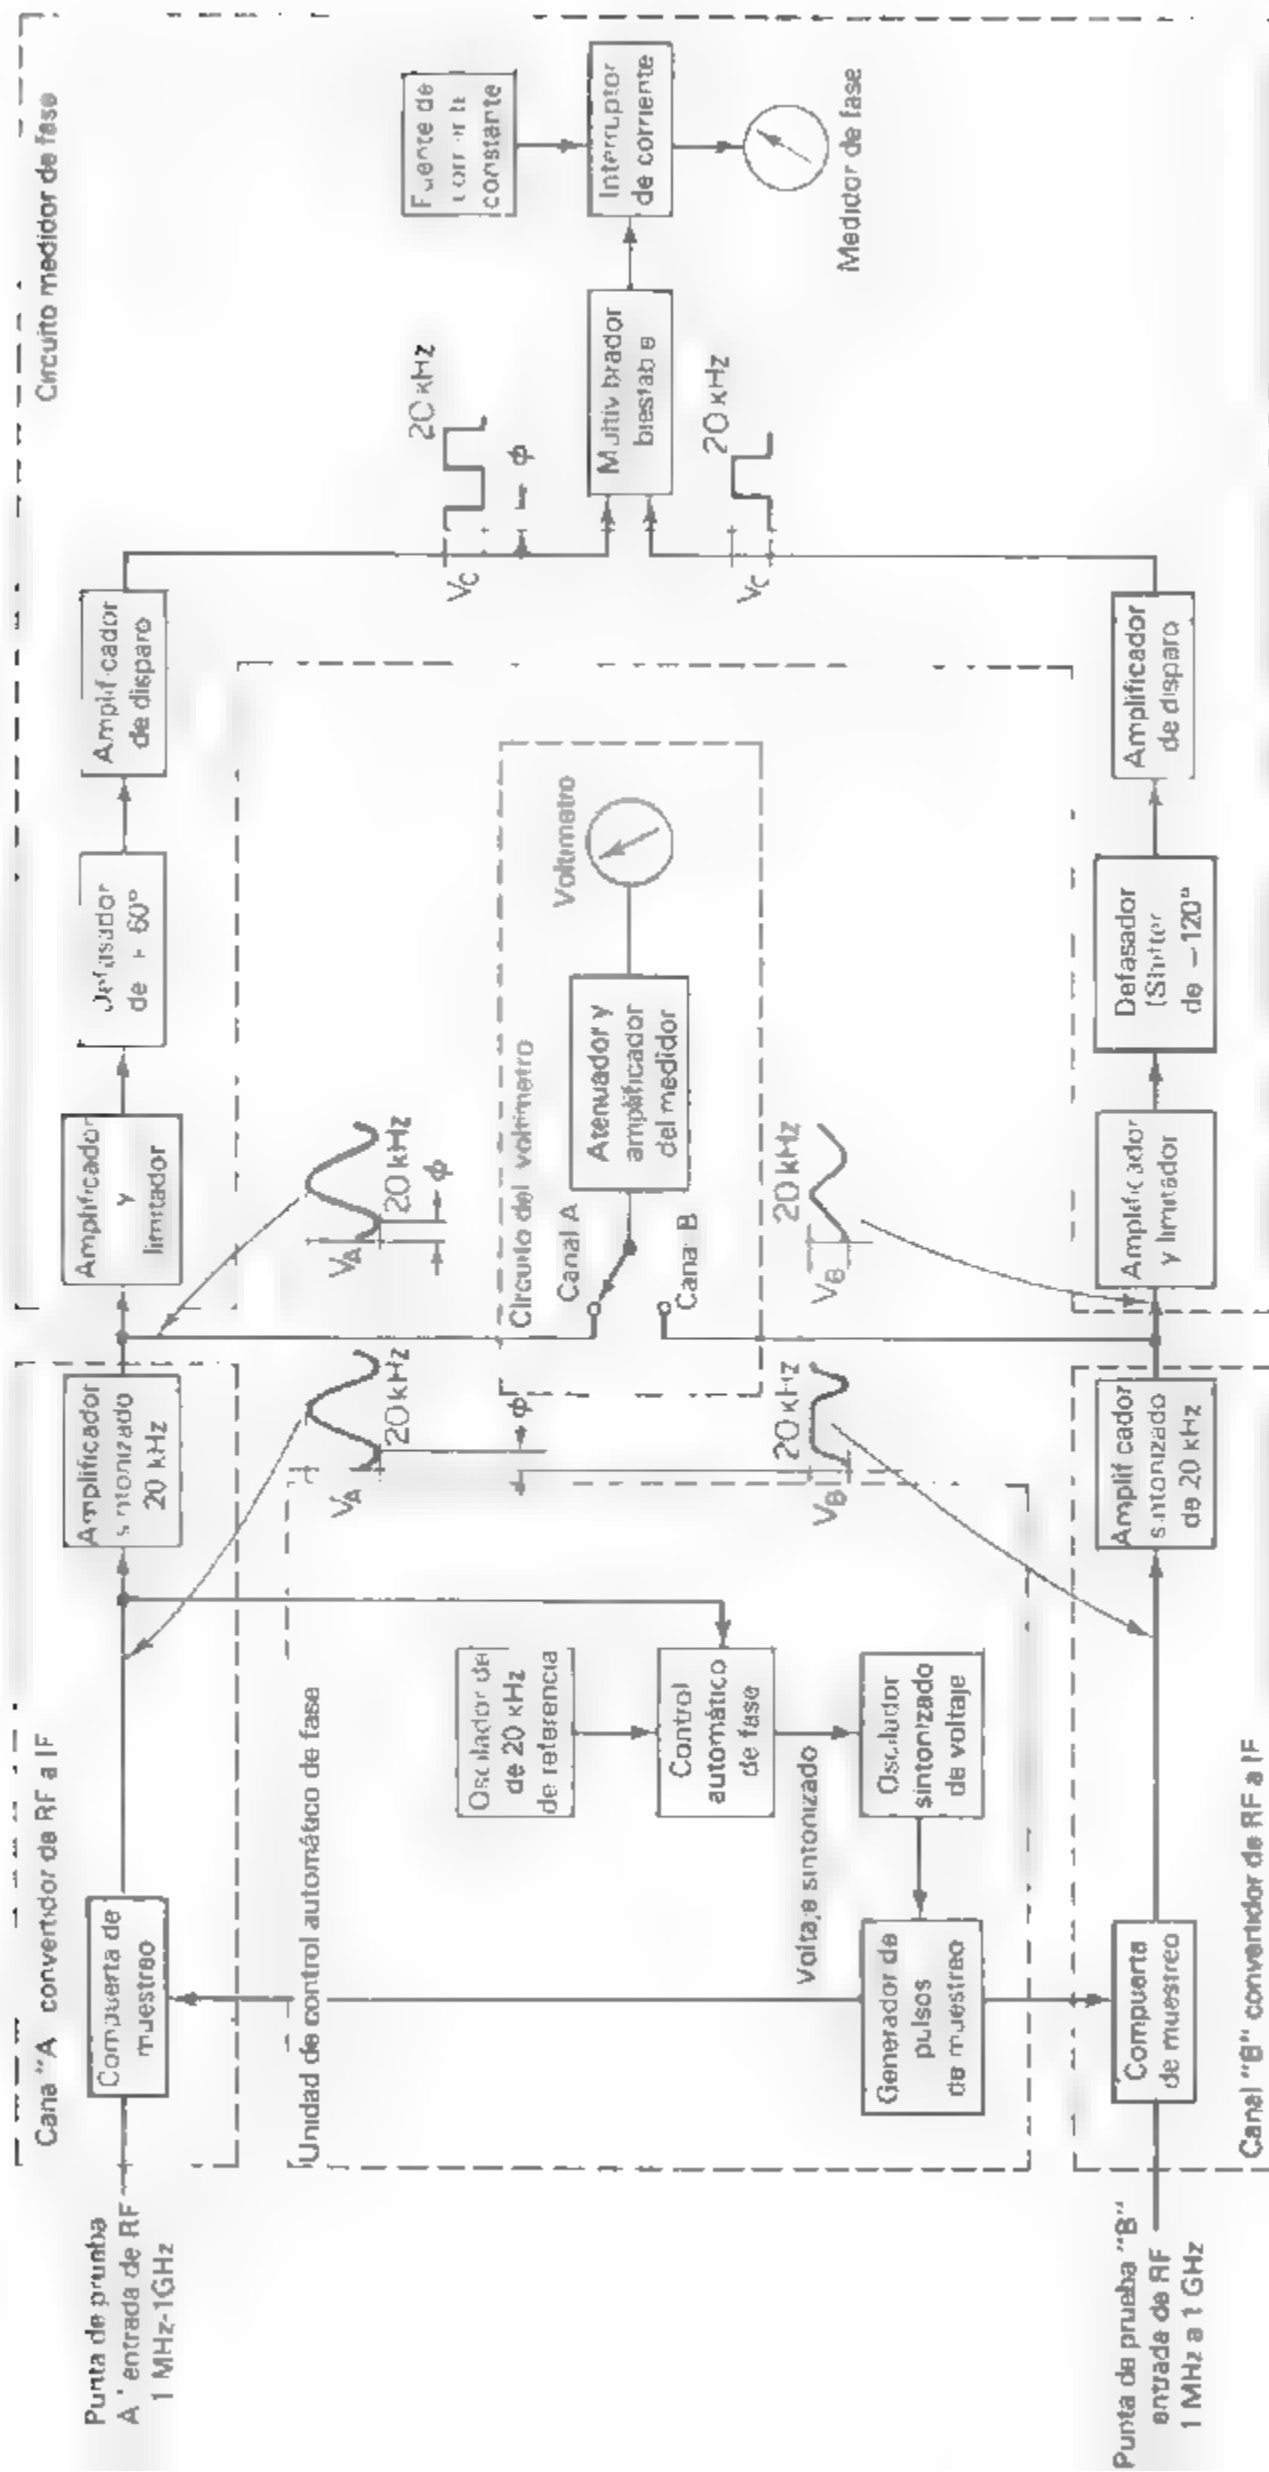 Punta de prueba
A' entrada de RF
1 MHz-1GHz
Cana "A convertidor de RF a IF
Compuerta de
muestreo
Amplificador
sintonizado
20 kHz
Amplificador
y
limitador
de + 60°
Amplificador
de disparo
Circuito medidor de fase
VA
20 kHz
φ
VA
20 kHz
φ
VC
20 kHz
φ
Fuente de
constante
Interruptor
de corriente
Medidor de fase
Multivibrador
VC
20 kHz
Circuito del voltímetro
Canal A
Canal B
Atenuador y
amplificador
del medidor
Voltímetro
Unidad de control automático de fase
Oscilador de
de 20 kHz
de referencia
Control
automático
de fase
Voltaje sintonizado
Oscilador
sintonizado
de voltaje
Generador de
pulsos
de muestreo
VB
20 kHz
VB
20 kHz
Punta de prueba "B"
entrada de RF
1 MHz a 1 GHz
Compuerta
de muestreo
Amplificador
sintonizado
de 20 kHz
Amplificador
y limitador
Defasador
(Shifter
de −120°
Amplificador
de disparo
Canal "B" convertidor de RF a IF